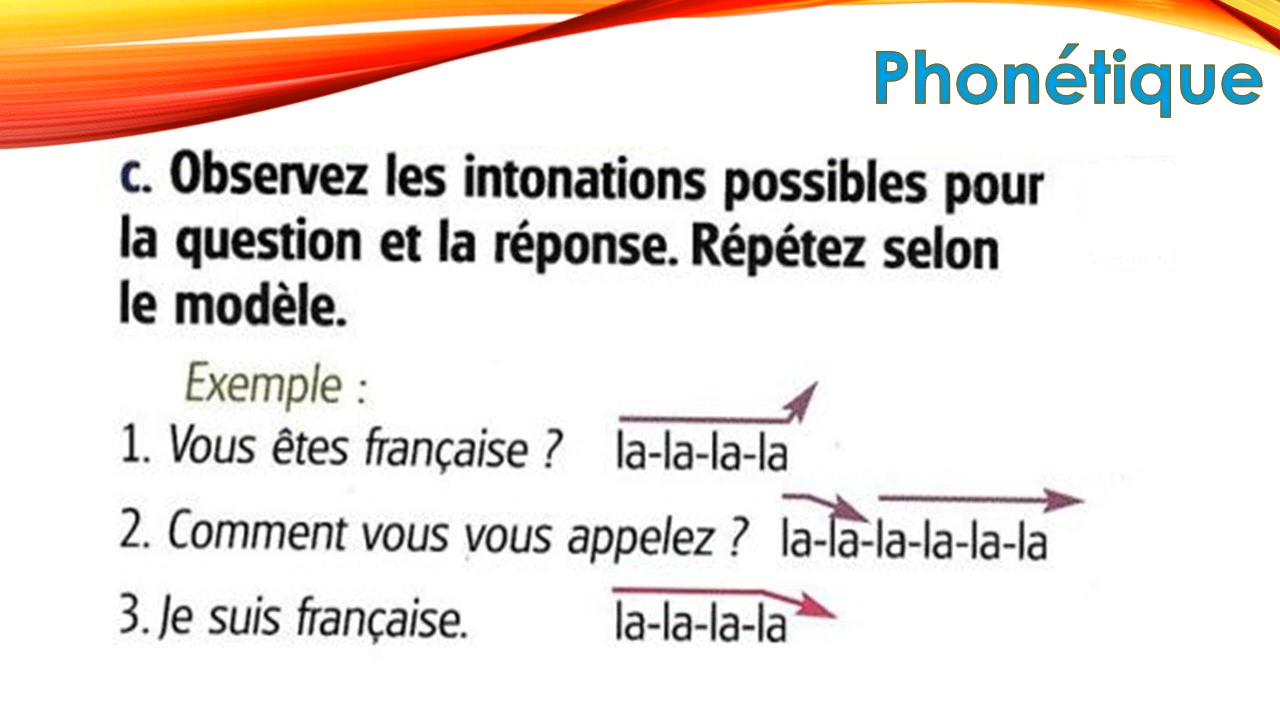 Phonétique
c. Observez les intonations possibles pour
la question et la réponse. Répétez selon
le modèle.
Exemple :
1. Vous êtes française ? la-la-la-la
2. Comment vous vous appelez ? la-la-la-la-la-la
3. Je suis française. la-la-la-la